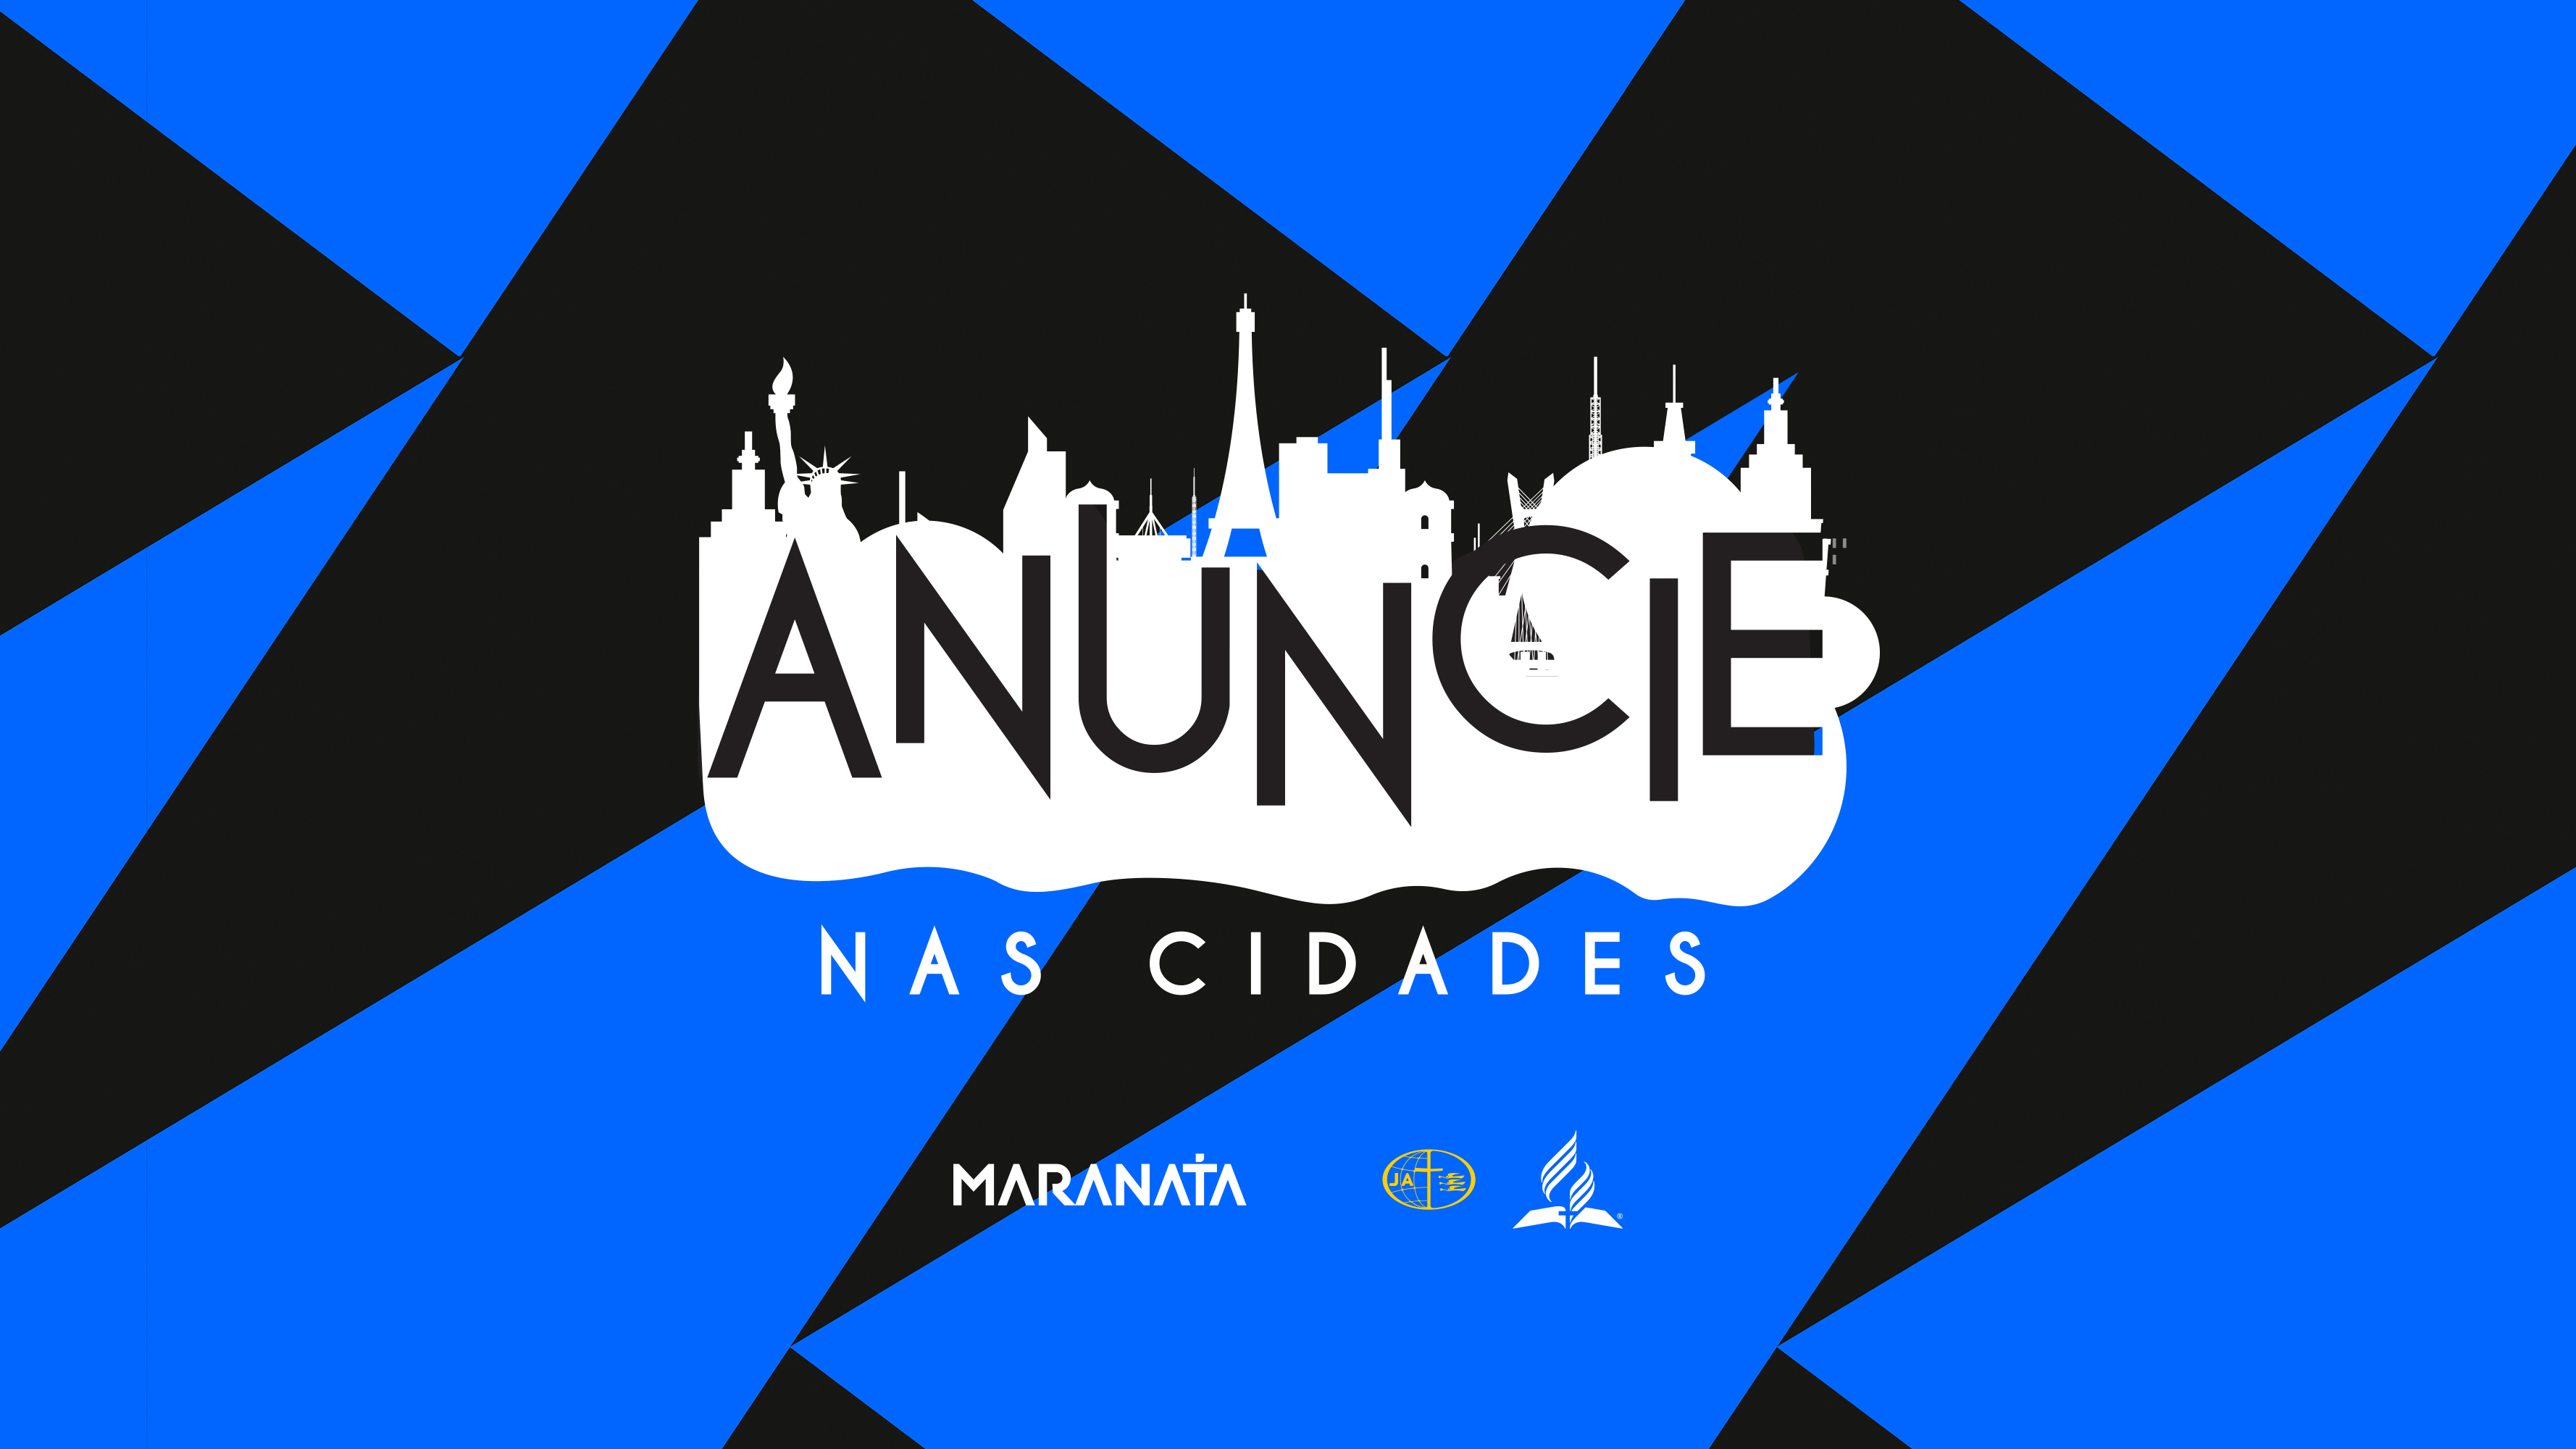 ANUNCIE
NAS CIDADES
MARANATA
JA
®